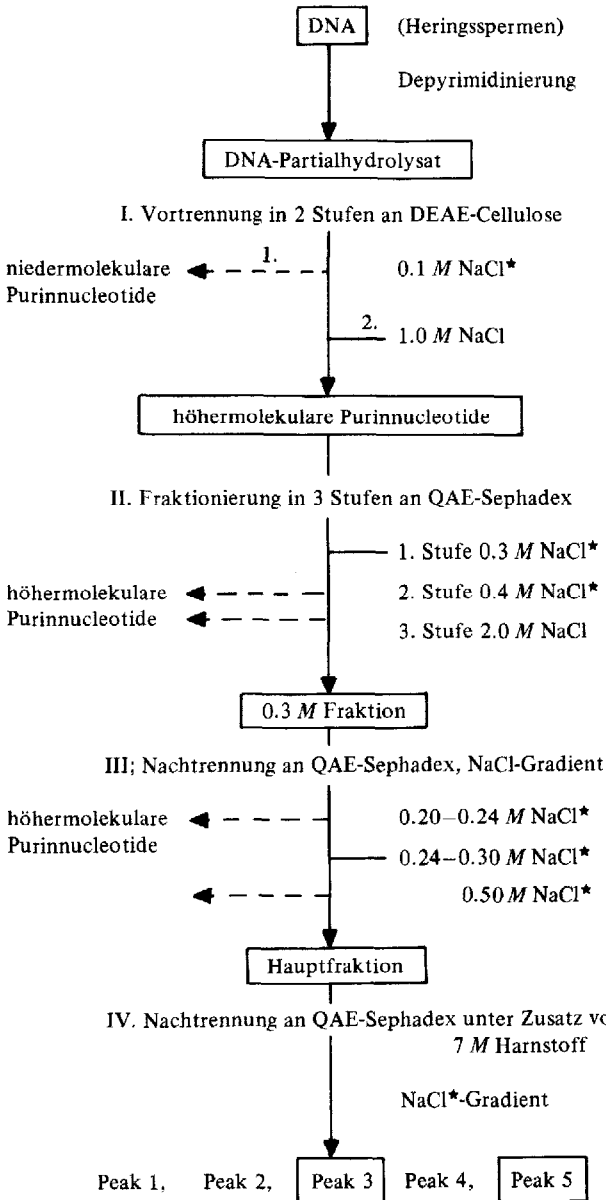 DNA (Heringsspermen)
Depyrimidinierung
DNA-Partialhydrolysat
I. Vortrennung in 2 Stufen an DEAE-Cellulose
1.
niedermolekulare
Purinnucleotide
0.1 M NaCl*
2.
1.0 M NaCl
höhermolekulare Purinnucleotide
II. Fraktionierung in 3 Stufen an QAE-Sephadex
1. Stufe 0.3 M NaCl*
höhermolekulare
Purinnucleotide
2. Stufe 0.4 M NaCl*
3. Stufe 2.0 M NaCl
0.3 M Fraktion
III; Nachtrennung an QAE-Sephadex, NaCl-Gradient
höhermolekulare
Purinnucleotide
0.20–0.24 M NaCl*
0.24–0.30 M NaCl*
0.50 M NaCl*
Hauptfraktion
IV. Nachtrennung an QAE-Sephadex unter Zusatz
7 M Harnstoff
NaCl*-Gradient
Peak 1, Peak 2, Peak 3 Peak 4, Peak 5